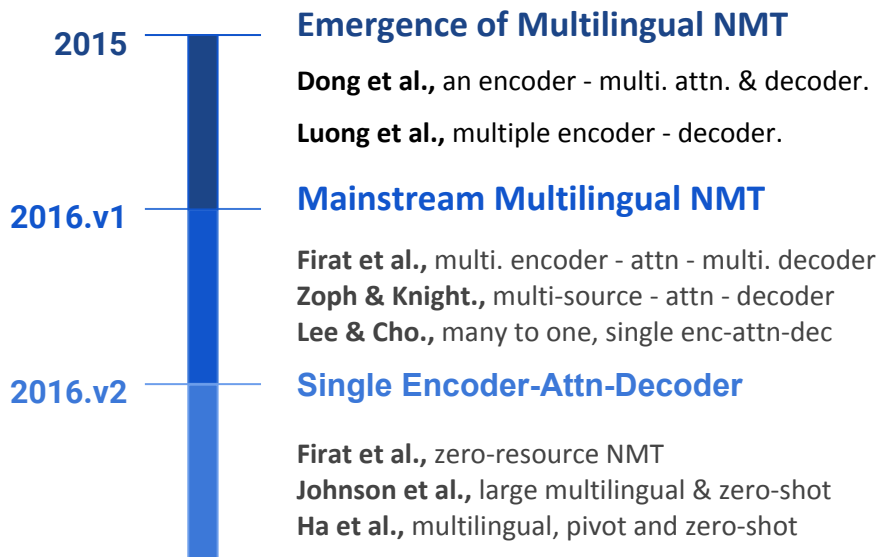 2015
Emergence of Multilingual NMT
Dong et al., an encoder - multi. attn. & decoder.
Luong et al., multiple encoder - decoder.
2016.v1
Mainstream Multilingual NMT
Firat et al., multi. encoder - attn - multi. decoder
Zoph & Knight., multi-source - attn - decoder
Lee & Cho., many to one, single enc-attn-dec
2016.v2
Single Encoder-Attn-Decoder
Firat et al., zero-resource NMT
Johnson et al., large multilingual & zero-shot
Ha et al., multilingual, pivot and zero-shot